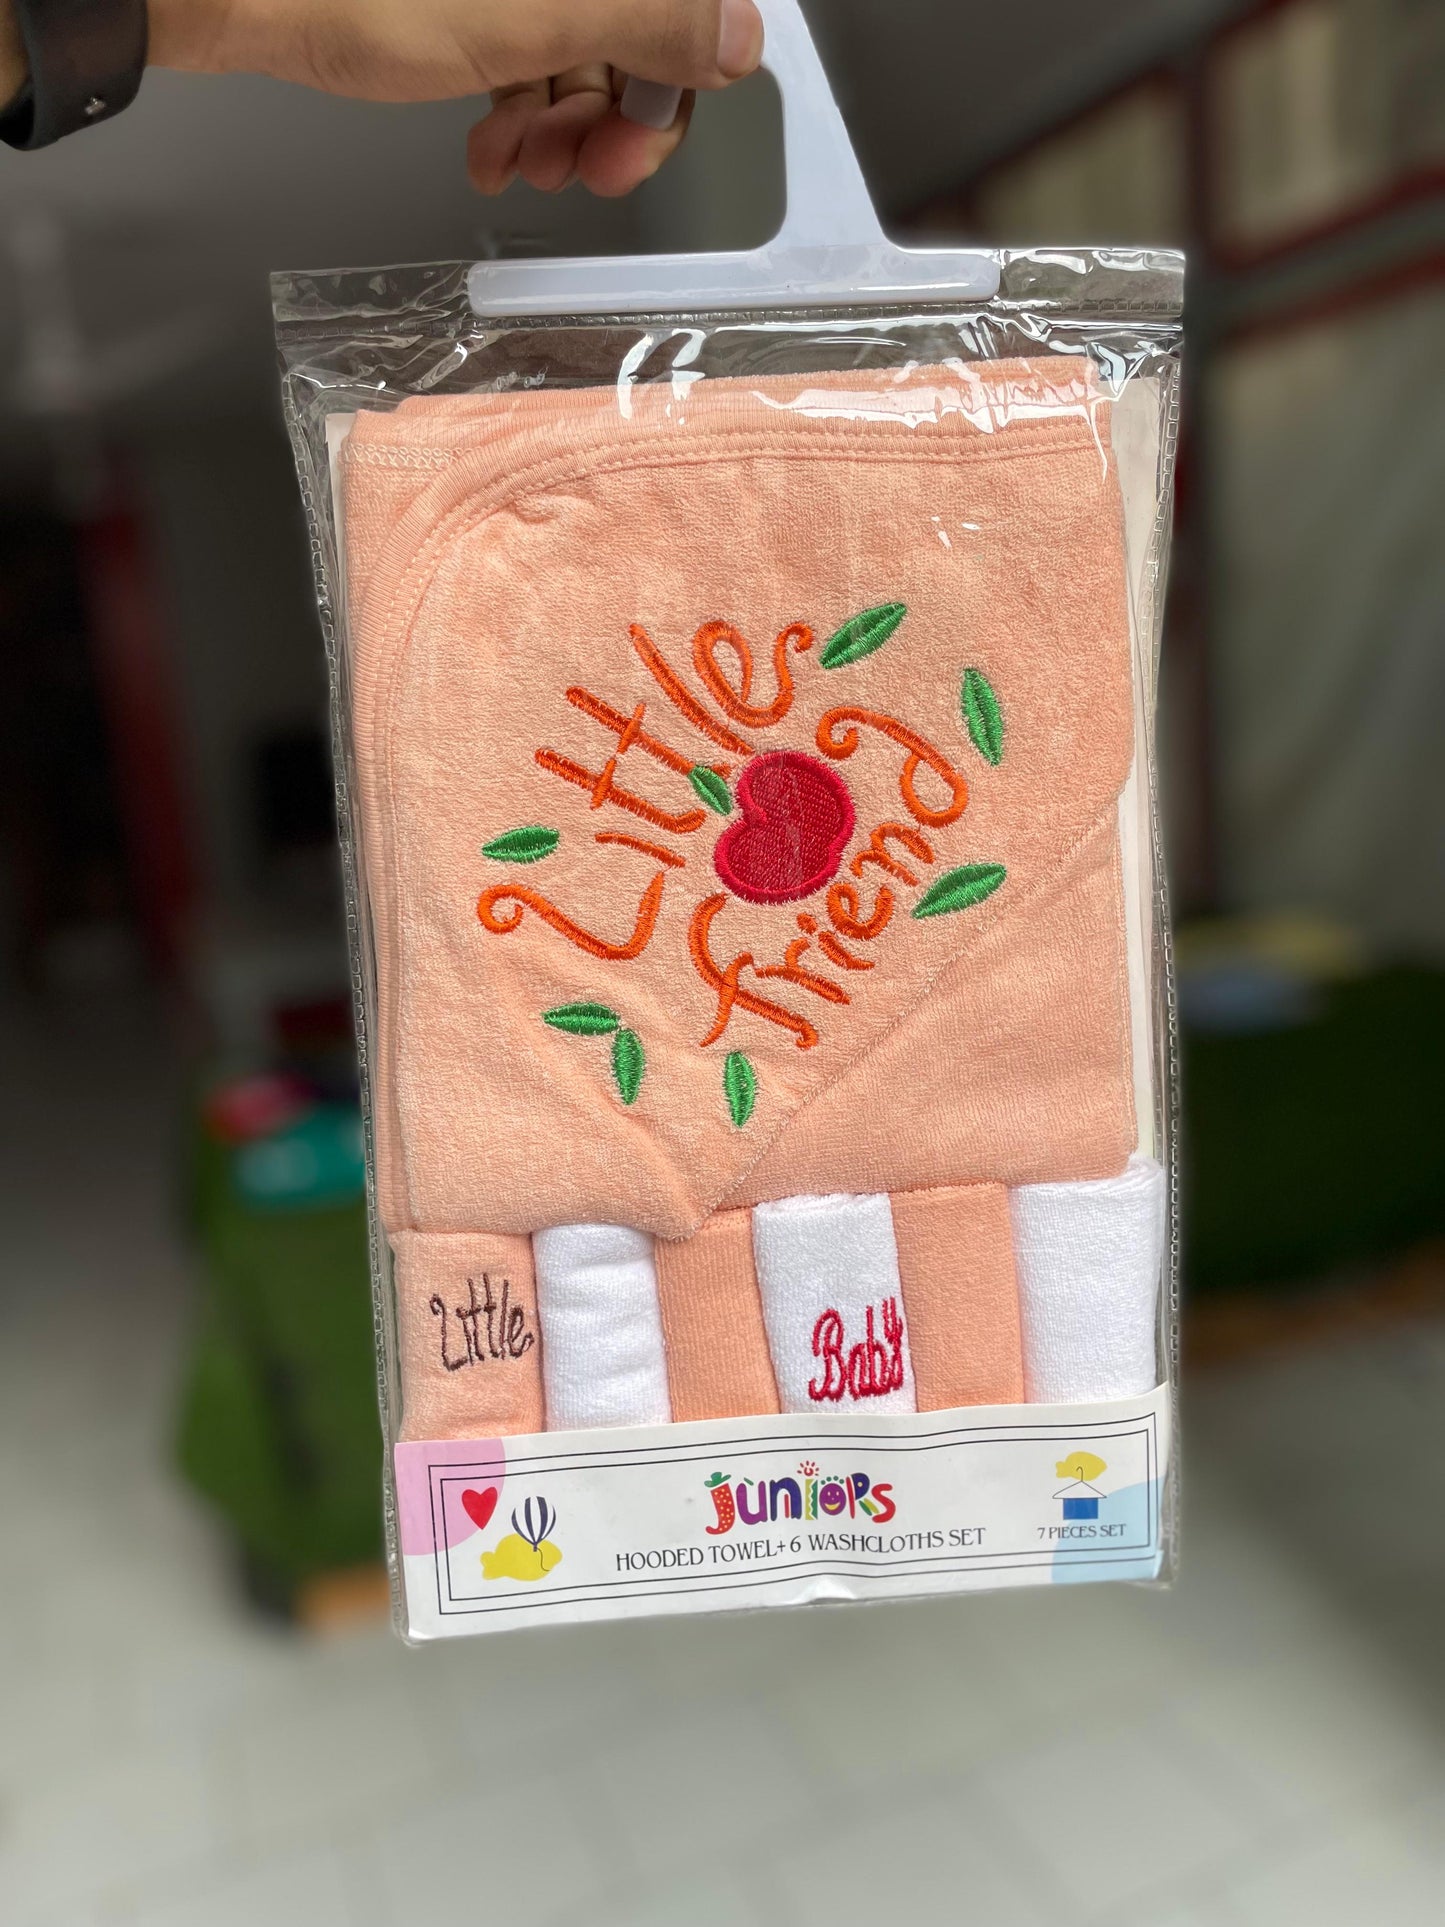 Little
friend
Little
Baby
juniors
HOODED TOWEL+6 WASHCLOTHS SET
7 PIECES SET